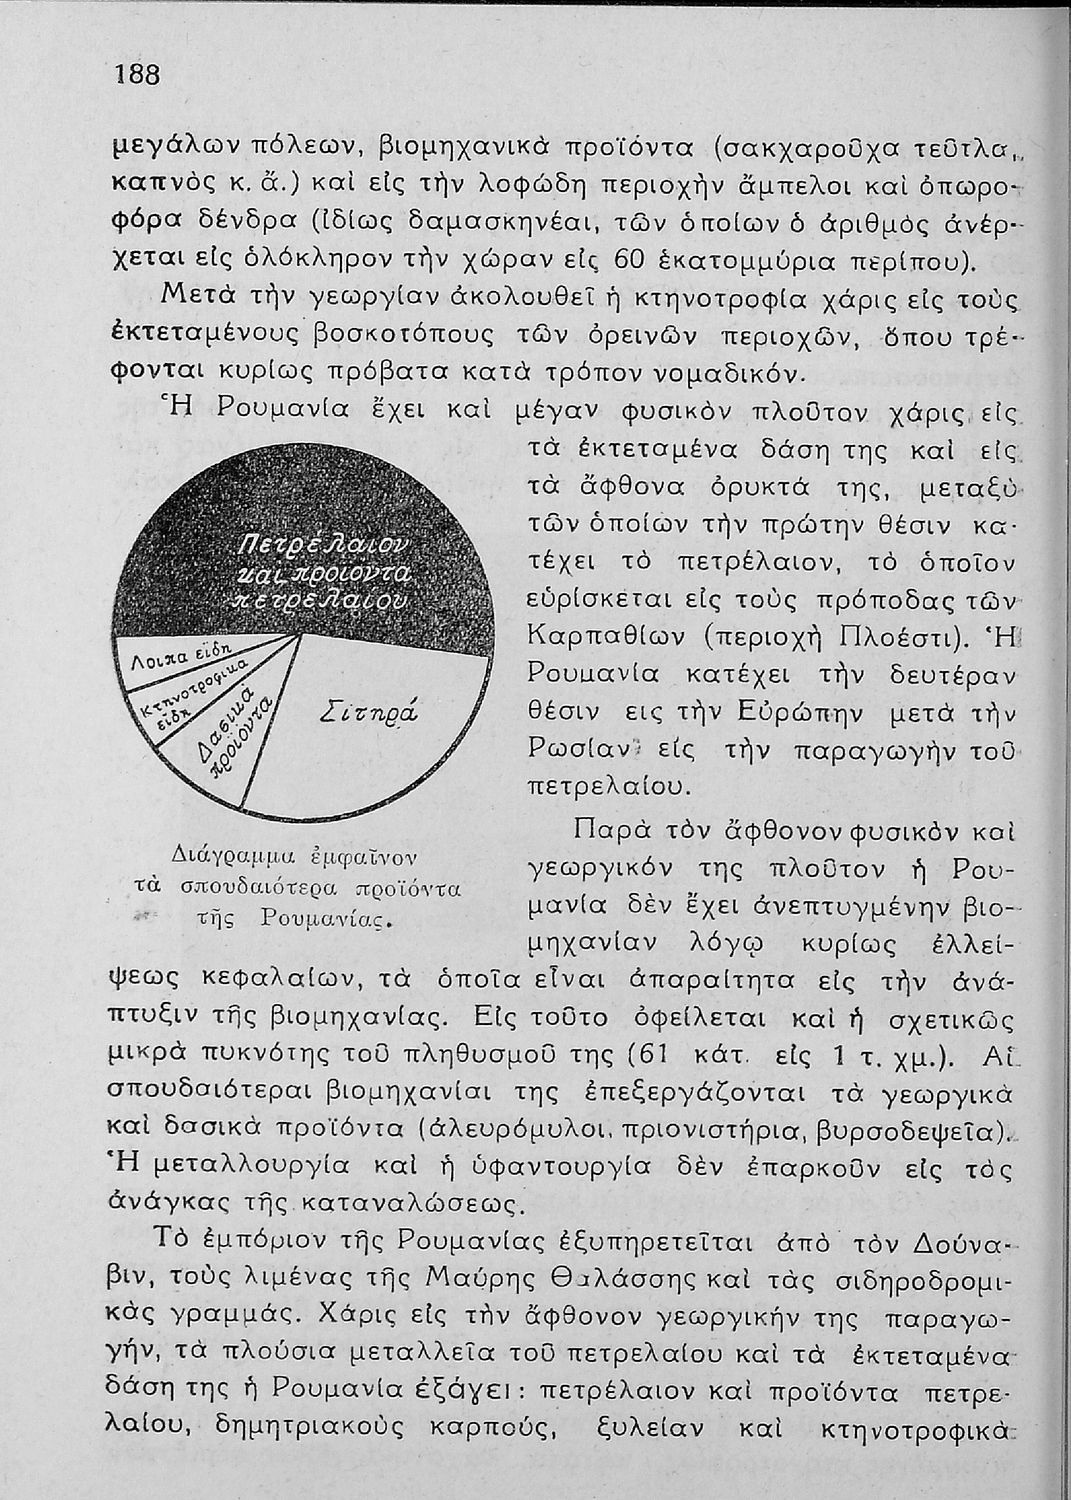 188
μεγάλων πόλεων, βιομηχανικὰ προϊόντα (σακχαροῦχα τεῦτλα,
καπνὸς κ. ἄ.) καὶ εἰς τὴν λοφώδη περιοχὴν ἄμπελοι καὶ ὀπωρο-
φόρα δένδρα (ἰδίως δαμασκηνέαι, τῶν ὁποίων ὁ ἀριθμὸς ἀνέρ-
χεται εἰς ὁλόκληρον τὴν χώραν εἰς 60 ἑκατομμύρια περίπου).
Μετὰ τὴν γεωργίαν ἀκολουθεῖ ἡ κτηνοτροφία χάρις εἰς τοὺς
ἐκτεταμένους βοσκοτόπους τῶν ὀρεινῶν περιοχῶν, ὅπου τρέ-
φονται κυρίως πρόβατα κατὰ τρόπον νομαδικόν.
Ἡ Ρουμανία ἔχει καὶ μέγαν φυσικὸν πλοῦτον χάρις εἰς
τὰ ἐκτεταμένα δάση της καὶ εἰς
τὰ ἄφθονα ὀρυκτά της, μεταξὺ
τῶν ὁποίων τὴν πρώτην θέσιν κα-
τέχει τὸ πετρέλαιον, τὸ ὁποῖον
εὑρίσκεται εἰς τοὺς πρόποδας τῶν
Καρπαθίων (περιοχὴ Πλοέστι). Ἡ
Ρουμανία κατέχει τὴν δευτέραν
θέσιν εις τὴν Εὐρώπην μετὰ τὴν
Ρωσίαν εἰς τὴν παραγωγὴν τοῦ
πετρελαίου.
Παρὰ τὸν ἄφθονον φυσικὸν καὶ
γεωργικόν της πλοῦτον ἡ Ρου-
μανία δὲν ἔχει ἀνεπτυγμένην βιο-
μηχανίαν λόγῳ κυρίως ἐλλεί-
Πετρέλαιον
καὶ προιοντα
πετρελαίου
Λοιπα εἴδη
Κτηνοτροφικα
εἴδη
Δασικὰ
προϊοντα
Σιτηρά
Διάγραμμα ἐμφαῖνον
τὰ σπουδαιότερα προϊόντα
τῆς Ρουμανίας.
ψεως κεφαλαίων, τὰ ὁποῖα εἶναι ἀπαραίτητα εἰς τὴν ἀνά-
πτυξιν τῆς βιομηχανίας. Εἰς τοῦτο ὀφείλεται καὶ ἡ σχετικῶς
μικρὰ πυκνότης τοῦ πληθυσμοῦ της (61 κάτ. εἰς 1 τ. χμ.). Αἱ
σπουδαιότεραι βιομηχανίαι της ἐπεξεργάζονται τὰ γεωργικὰ
καὶ δασικὰ προϊόντα (ἀλευρόμυλοι, πριονιστήρια, βυρσοδεψεῖα).
Ἡ μεταλλουργία καὶ ἡ ὑφαντουργία δὲν ἐπαρκοῦν εἰς τὰς
ἀνάγκας τῆς καταναλώσεως.
Τὸ ἐμπόριον τῆς Ρουμανίας ἐξυπηρετεῖται ἀπὸ τὸν Δούνα-
βιν, τοὺς λιμένας τῆς Μαύρης Θαλάσσης καὶ τὰς σιδηροδρομι-
κὰς γραμμάς. Χάρις εἰς τὴν ἄφθονον γεωργικήν της παραγω-
γήν, τὰ πλούσια μεταλλεῖα τοῦ πετρελαίου καὶ τὰ ἐκτεταμένα
δάση της ἡ Ρουμανία ἐξάγει : πετρέλαιον καὶ προϊόντα πετρε-
λαίου, δημητριακοὺς καρπούς, ξυλείαν καὶ κτηνοτροφικὰ